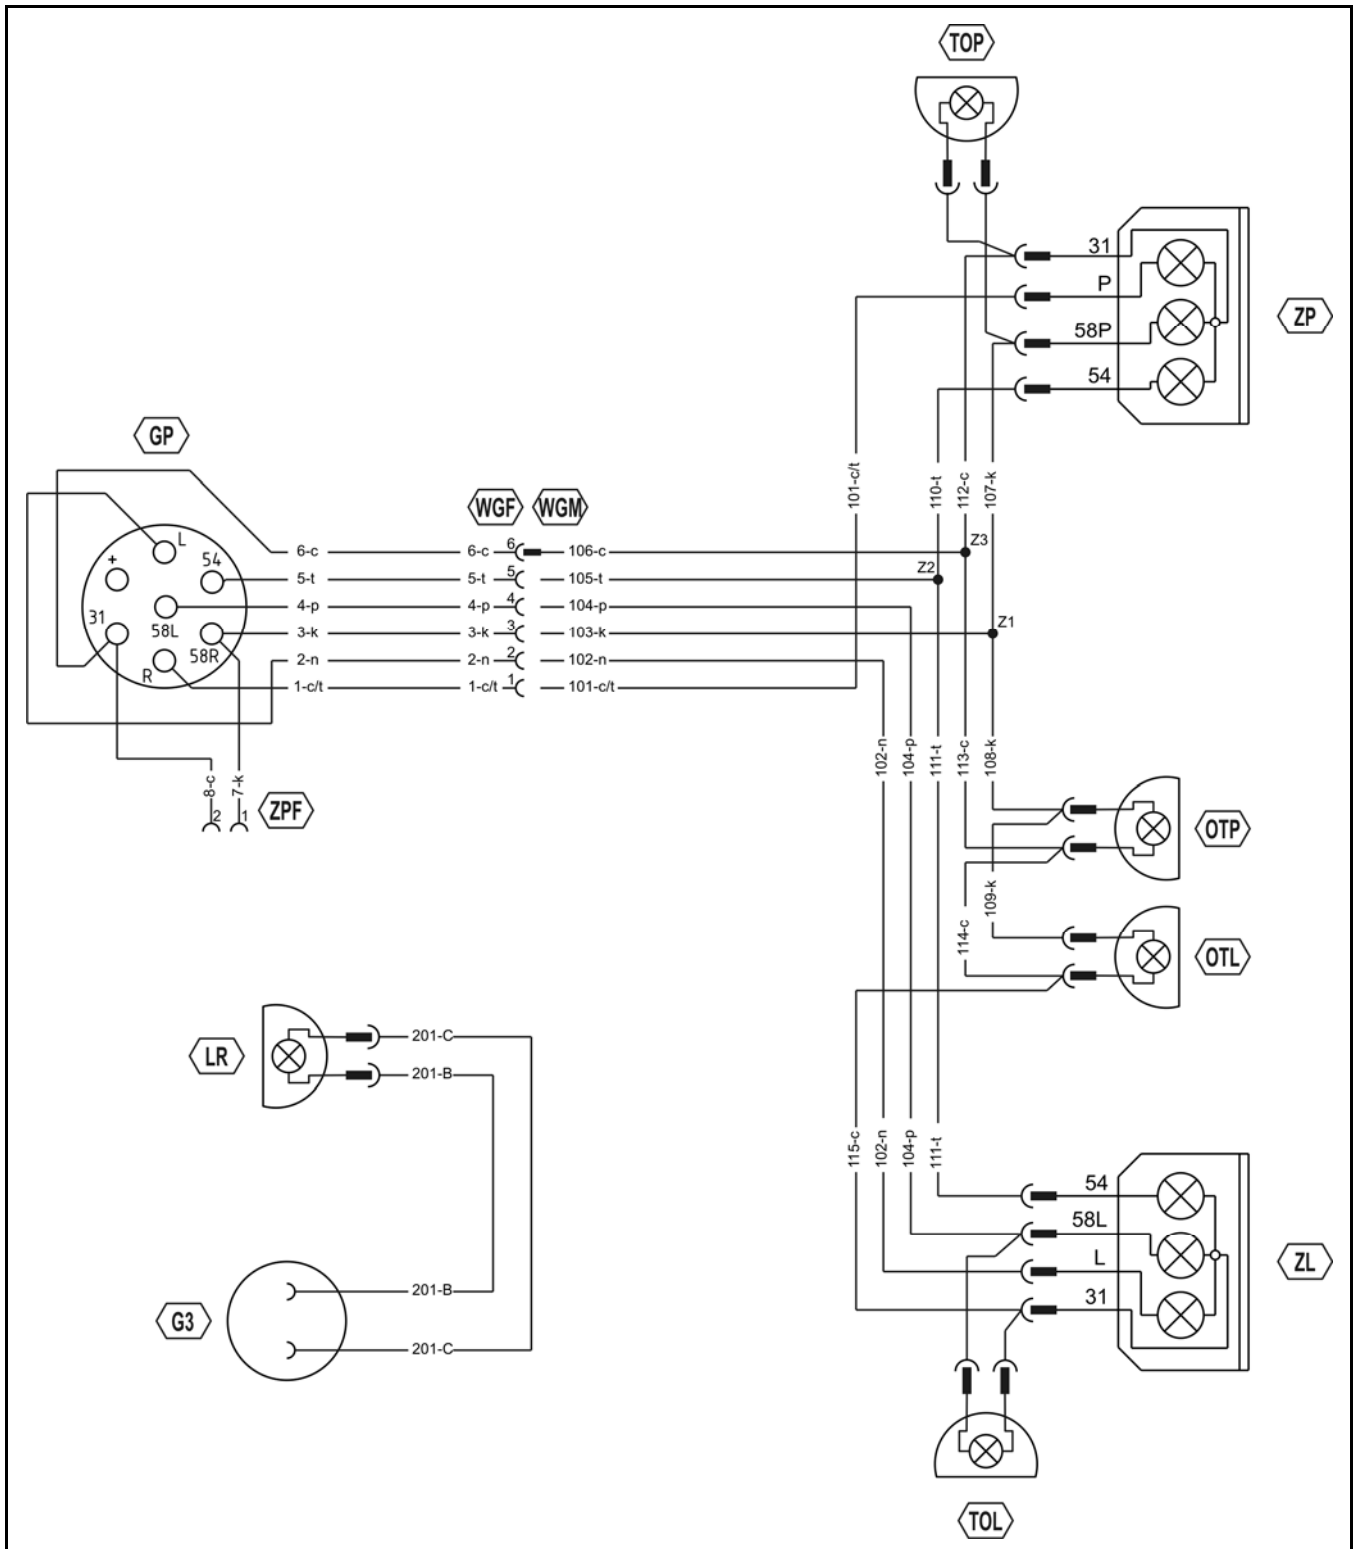 TOP
31
P
58P
54
ZP
GP
L
+
54
31
58L
58R
R
WGF
WGM
6-c
6-c
6
106-c
5-t
5-t
5
105-t
4-p
4-p
4
104-p
3-k
3-k
3
103-k
2-n
2-n
2
102-n
1-c/t
1-c/t
1
101-c/t
101-c/t
110-t
112-c
107-k
Z3
Z2
Z1
8-c
7-k
2
1
ZPF
102-n
104-p
111-t
113-c
108-k
OTP
109-k
114-c
OTL
LR
201-C
201-B
115-c
102-n
104-p
111-t
54
58L
L
31
ZL
G3
201-B
201-C
TOL